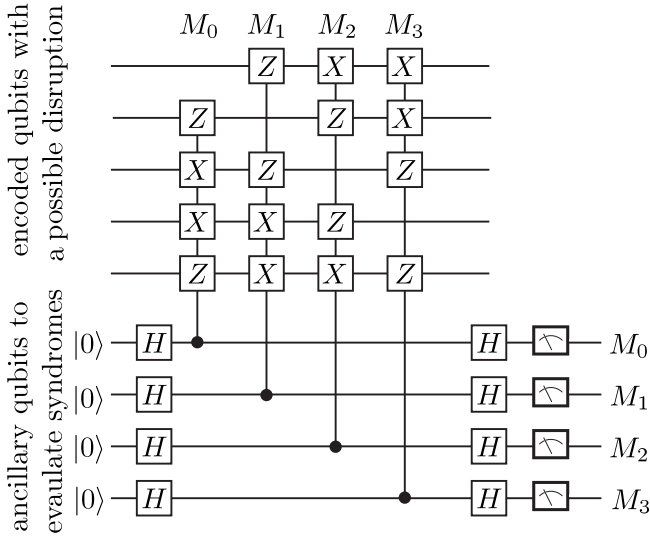 encoded qubits with
a possible disruption
M₀ M₁ M₂ M₃
Z X X
Z Z X
X Z Z
X X Z
Z X X Z
ancillary qubits to
evaulate syndromes
|0⟩ H H M₀
|0⟩ H H M₁
|0⟩ H H M₂
|0⟩ H H M₃